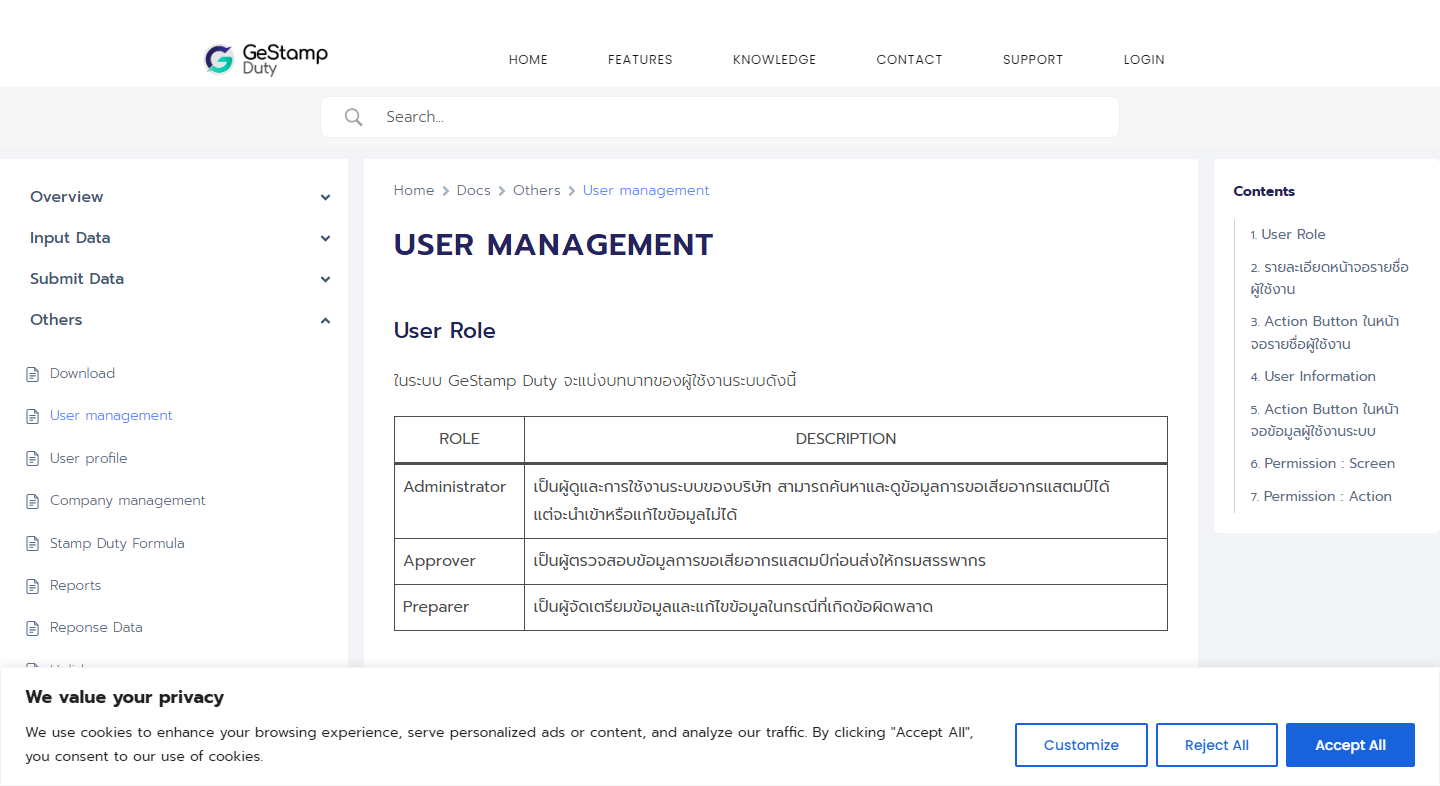 GeStamp
Duty
HOME
FEATURES
KNOWLEDGE
CONTACT
SUPPORT
LOGIN
Search...
Overview
Input Data
Submit Data
Others
Download
User management
User profile
Company management
Stamp Duty Formula
Reports
Reponse Data
Home > Docs > Others > User management
USER MANAGEMENT
User Role
ในระบบ GeStamp Duty จะแบ่งบทบาทของผู้ใช้งานระบบดังนี้
ROLE DESCRIPTION
Administrator เป็นผู้ดูและการใช้งานระบบของบริษัท สามารถค้นหาและดูข้อมูลการขอเสียอากรแสตมป์ได้
แต่จะนำเข้าหรือแก้ไขข้อมูลไม่ได้
Approver เป็นผู้ตรวจสอบข้อมูลการขอเสียอากรแสตมป์ก่อนส่งให้กรมสรรพากร
Preparer เป็นผู้จัดเตรียมข้อมูลและแก้ไขข้อมูลในกรณีที่เกิดข้อผิดพลาด
Contents
1. User Role
2. รายละเอียดหน้าจอรายชื่อ
ผู้ใช้งาน
3. Action Button ในหน้า
จอรายชื่อผู้ใช้งาน
4. User Information
5. Action Button ในหน้า
จอข้อมูลผู้ใช้งานระบบ
6. Permission : Screen
7. Permission : Action
We value your privacy
We use cookies to enhance your browsing experience, serve personalized ads or content, and analyze our traffic. By clicking "Accept All",
you consent to our use of cookies.
Customize
Reject All
Accept All